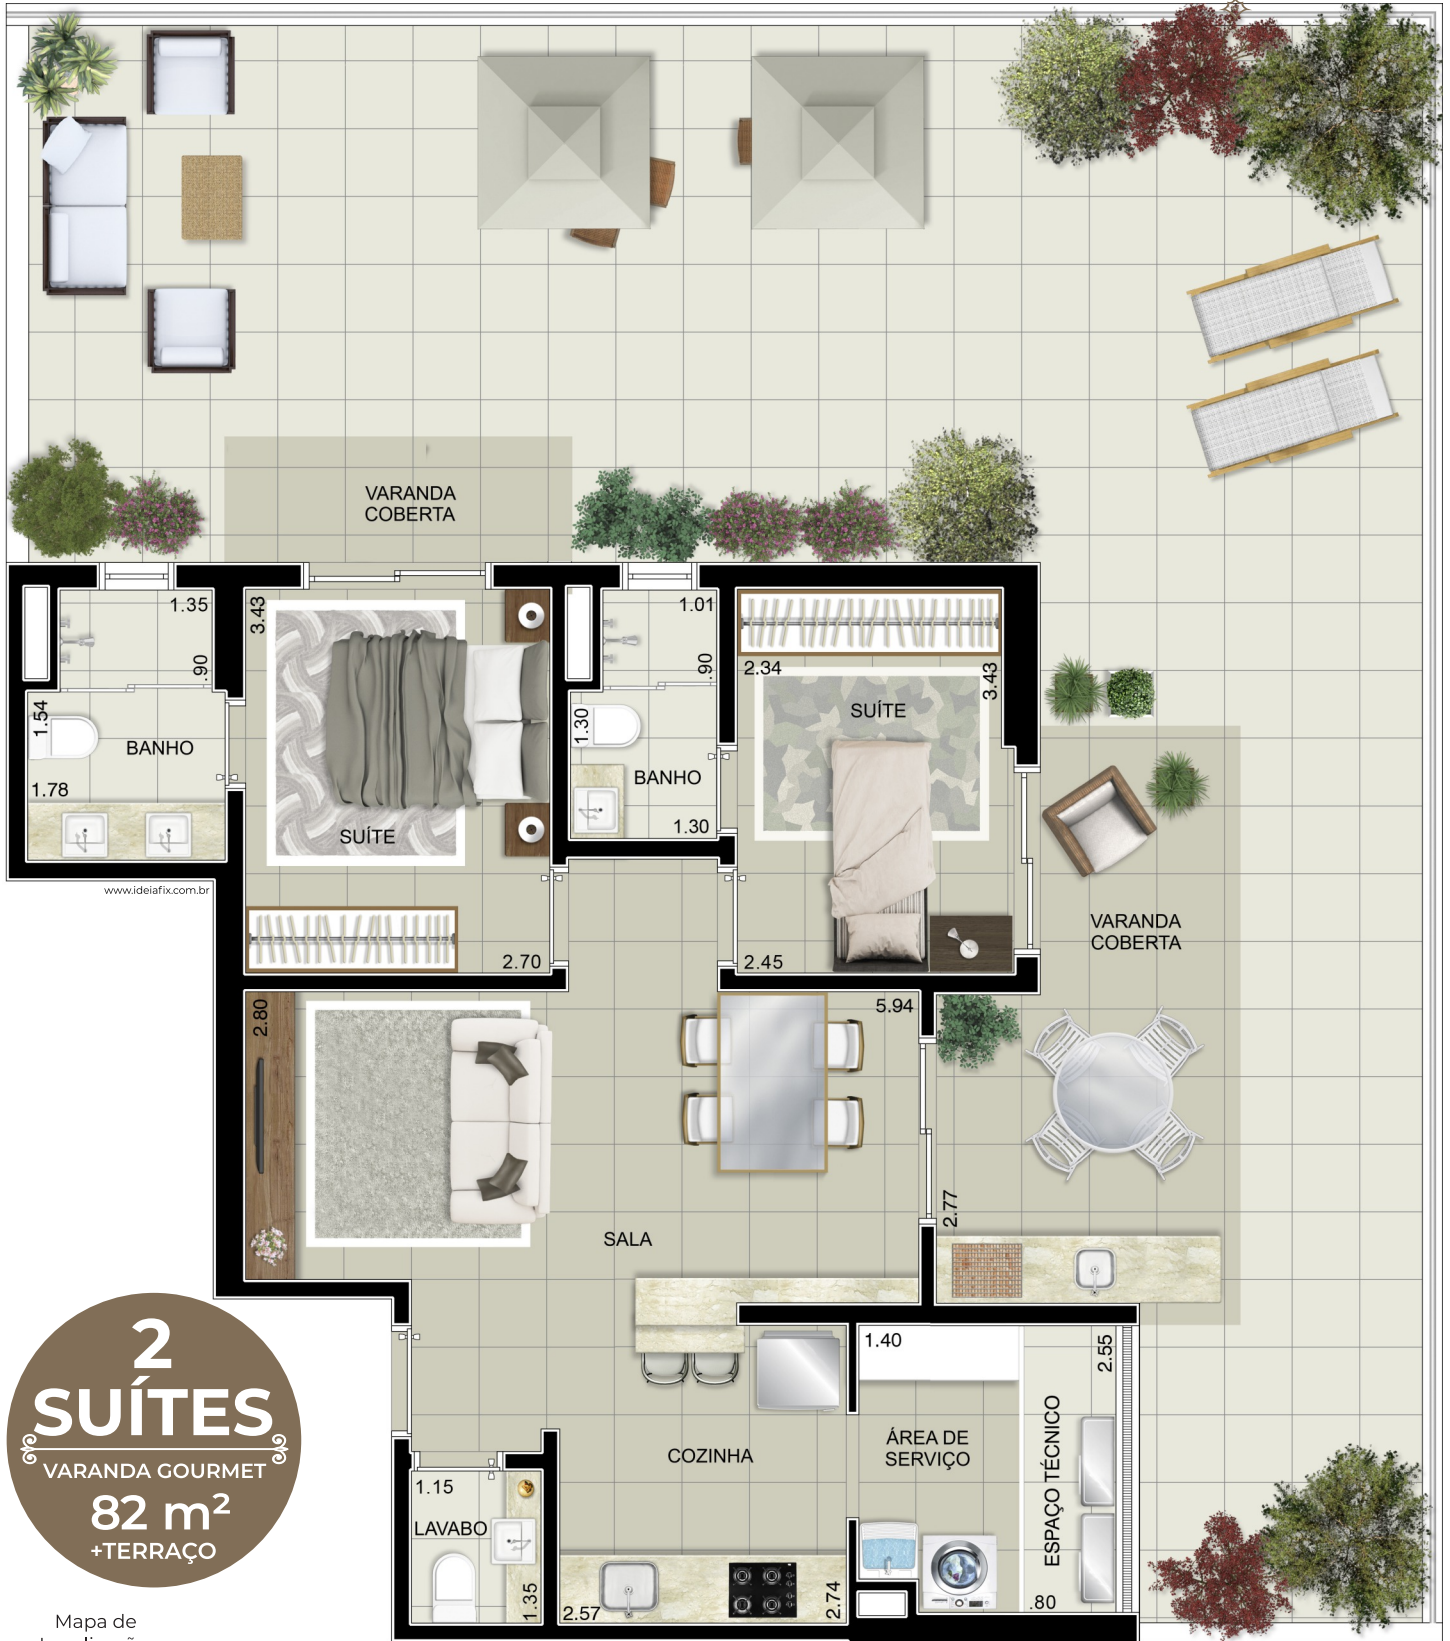 VARANDA
COBERTA
1.35
.90
1.54
BANHO
1.78
3.43
SUÍTE
2.70
1.01
.90
1.30
BANHO
1.30
2.34
3.43
SUÍTE
2.45
www.ideiafix.com.br
VARANDA
COBERTA
2.80
5.94
2.77
SALA
1.40
2.55
COZINHA
ÁREA DE
SERVIÇO
ESPAÇO TÉCNICO
.80
1.15
LAVABO
1.35
2.57
2.74
2
SUÍTES
VARANDA GOURMET
82 m²
+TERRAÇO
Mapa de